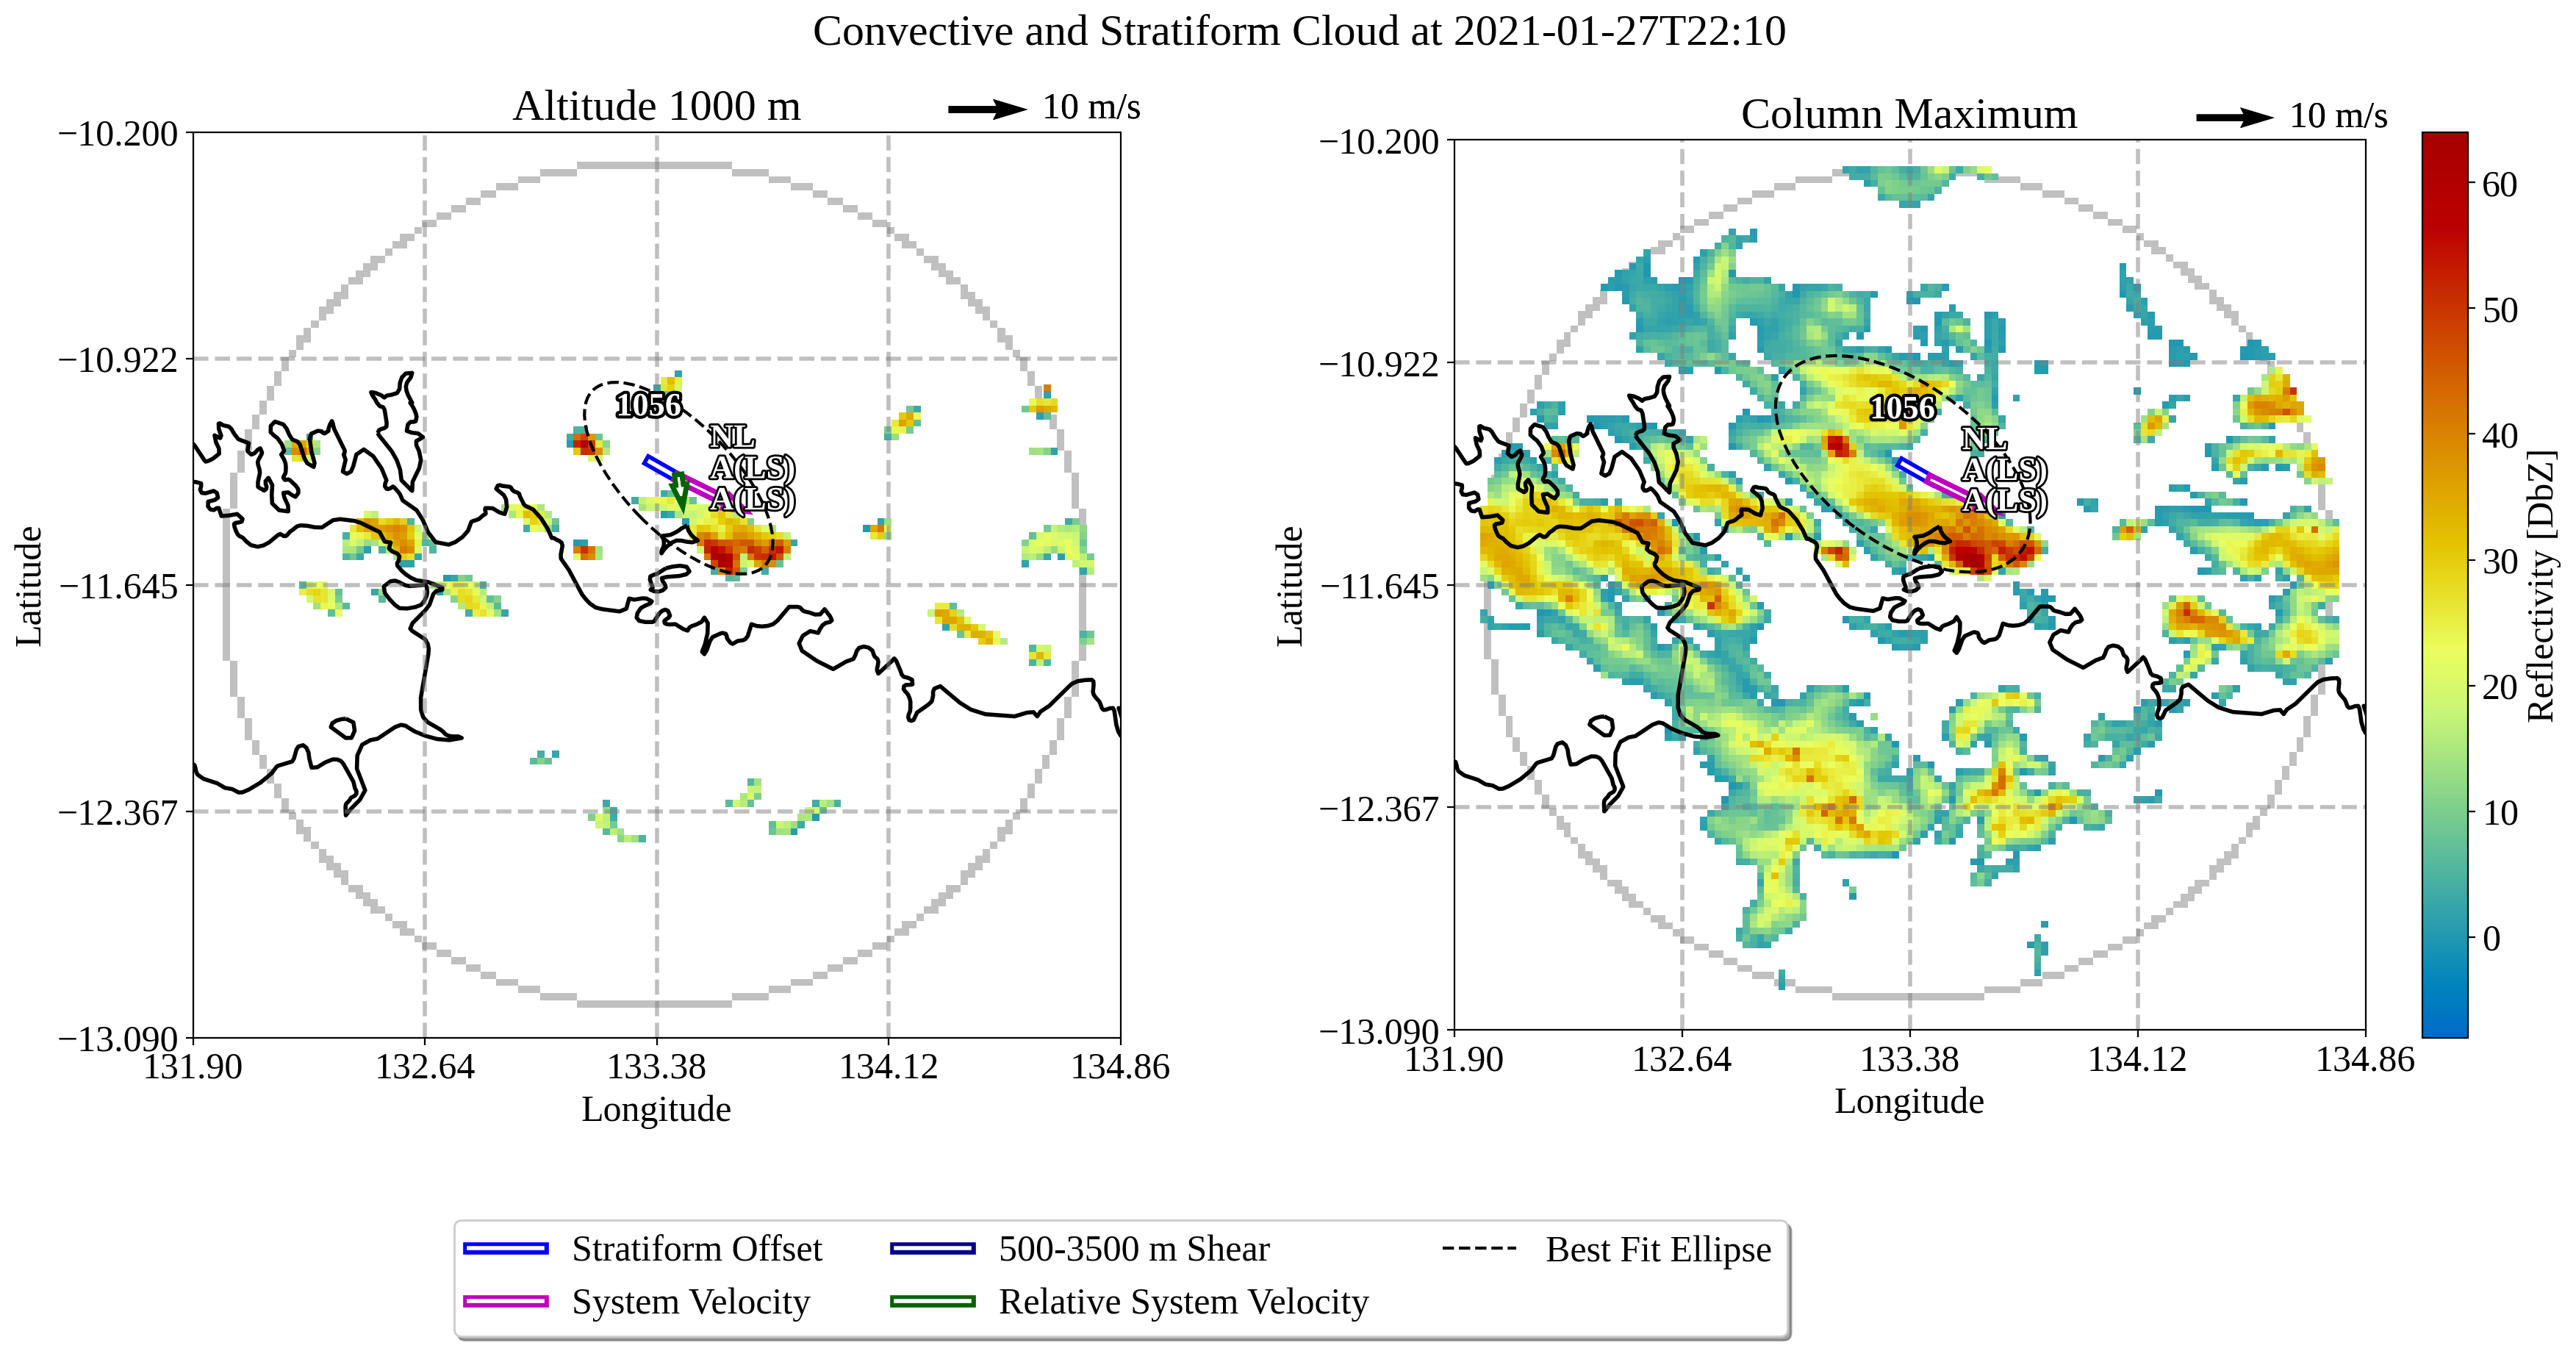 Convective and Stratiform Cloud at 2021-01-27T22:10
Altitude 1000 m
10 m/s
−10.200
−10.922
−11.645
−12.367
−13.090
Latitude
131.90
132.64
133.38
134.12
134.86
Longitude
1056
NL
A(LS)
A(LS)
Column Maximum
10 m/s
−10.200
−10.922
−11.645
−12.367
−13.090
Latitude
131.90
132.64
133.38
134.12
134.86
Longitude
1056
NL
A(LS)
A(LS)
60
50
40
30
20
10
0
Reflectivity [DbZ]
Stratiform Offset
System Velocity
500-3500 m Shear
Relative System Velocity
Best Fit Ellipse